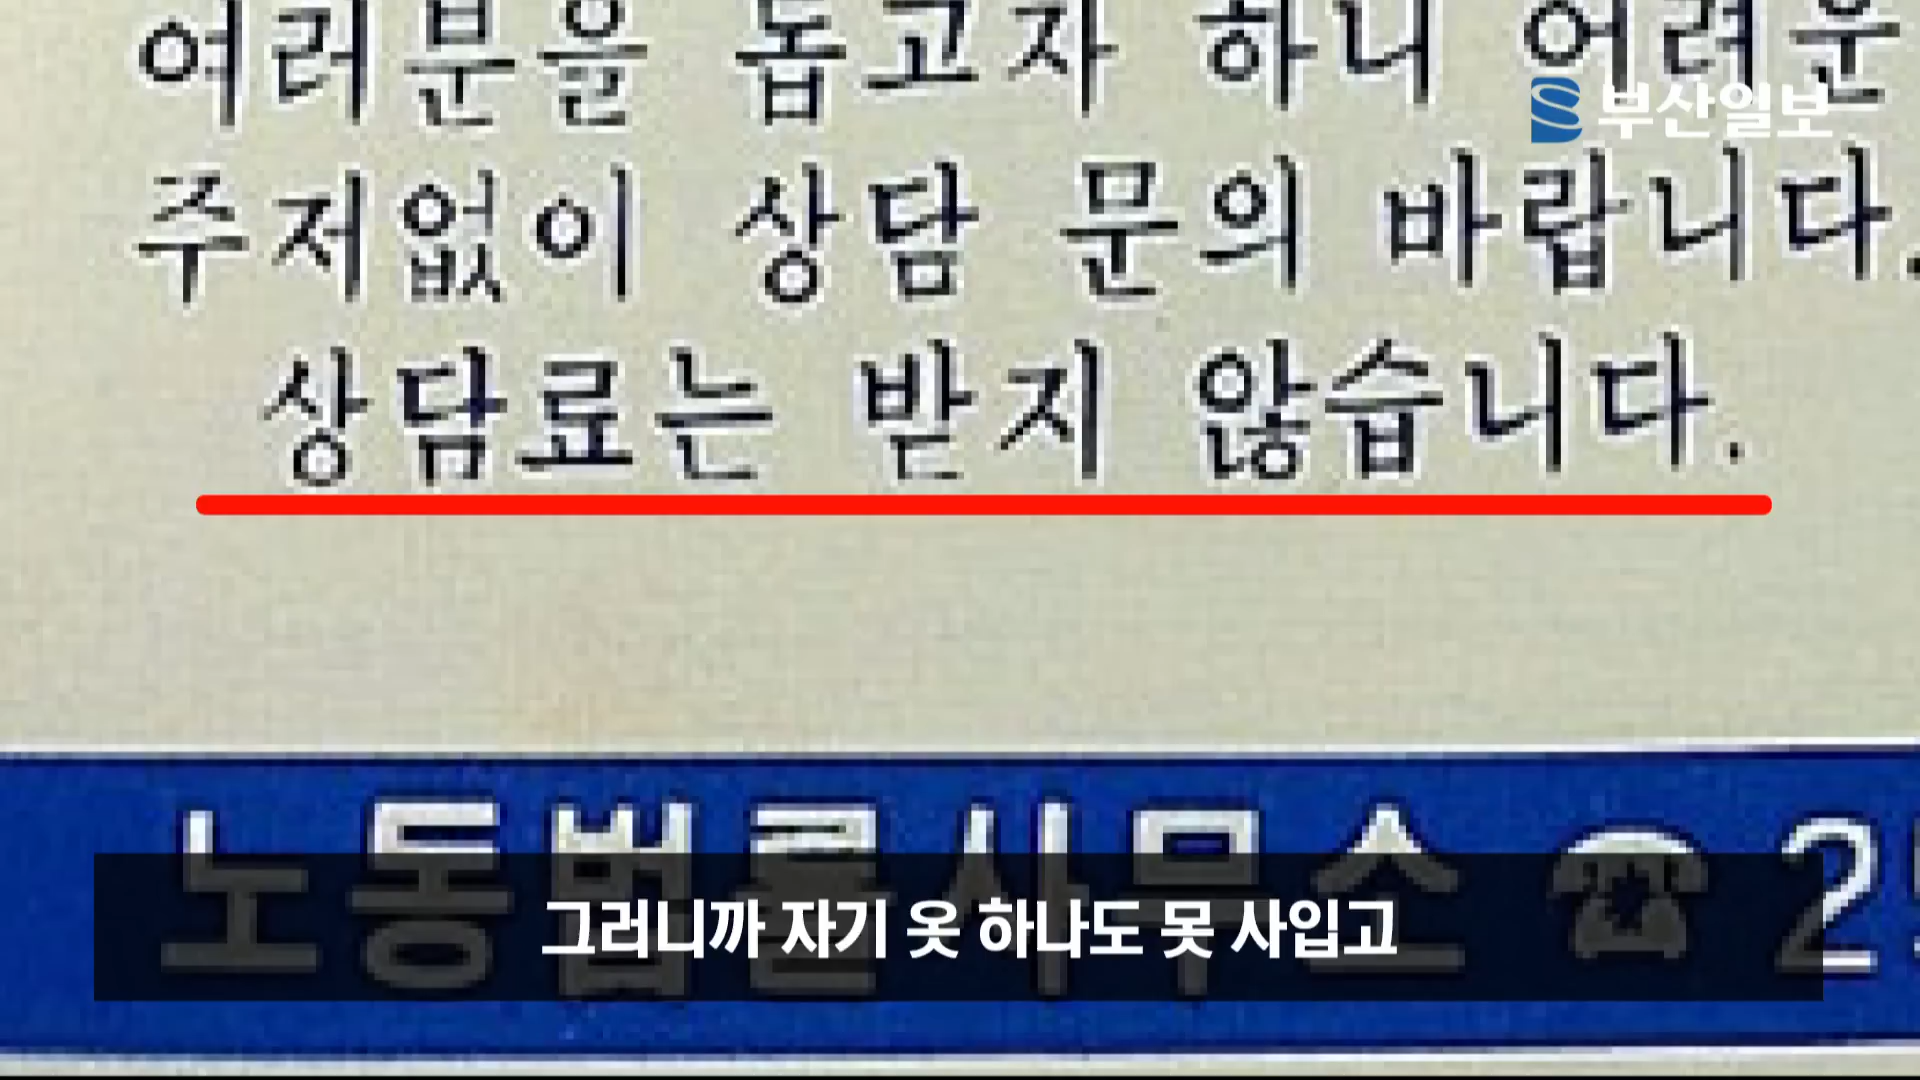 여러분을 돕고자 하니 어려운
부산일보
주저없이 상담 문의 바랍니다.
상담료는 받지 않습니다.
노동법률사무소 ☎ 2
그러니까 자기 옷 하나도 못 사입고